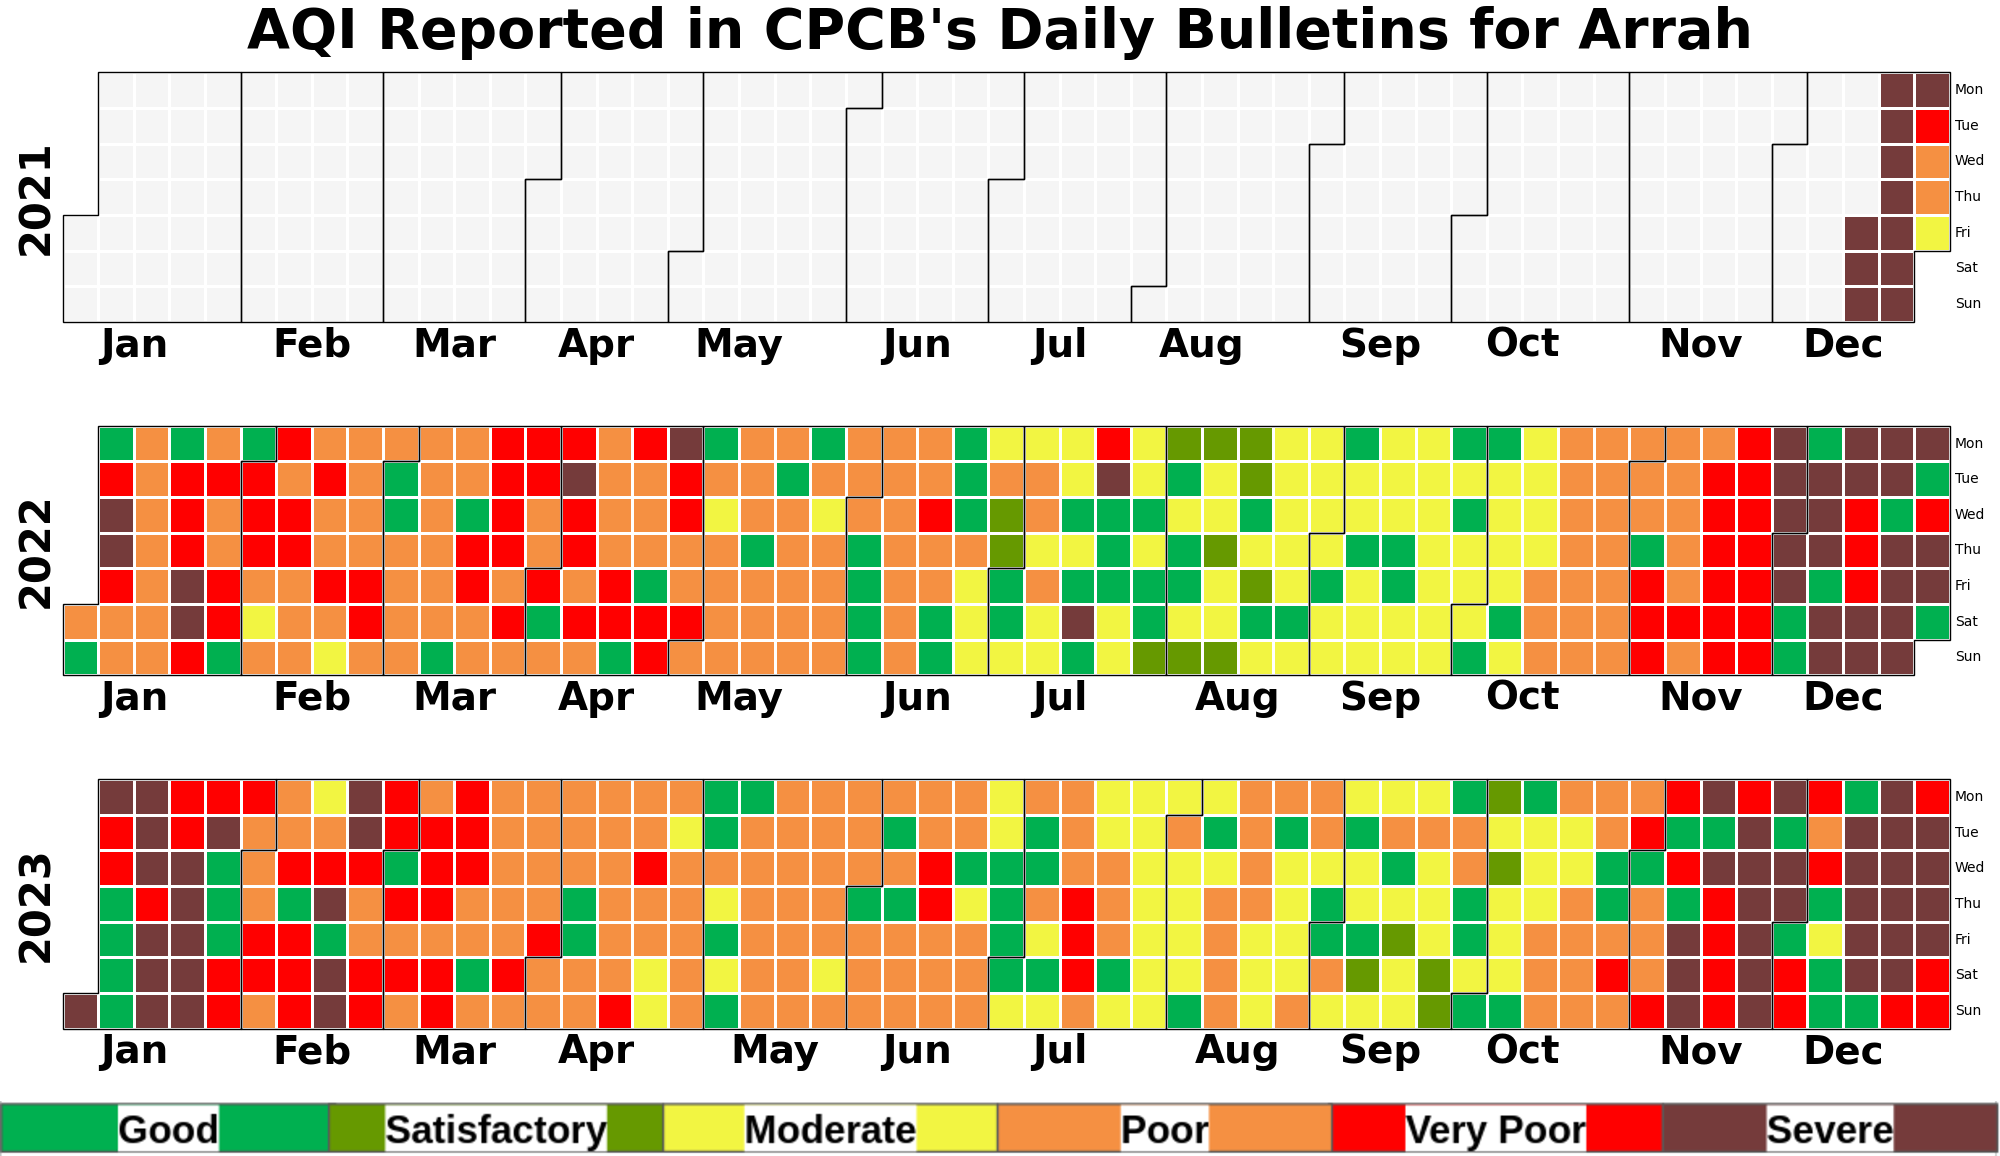 AQI Reported in CPCB's Daily Bulletins for Arrah
2021
Mon
Tue
Wed
Thu
Fri
Sat
Sun
Jan Feb Mar Apr May Jun Jul Aug Sep Oct Nov Dec
2022
Mon
Tue
Wed
Thu
Fri
Sat
Sun
Jan Feb Mar Apr May Jun Jul Aug Sep Oct Nov Dec
2023
Mon
Tue
Wed
Thu
Fri
Sat
Sun
Jan Feb Mar Apr May Jun Jul Aug Sep Oct Nov Dec
Good Satisfactory Moderate Poor Very Poor Severe